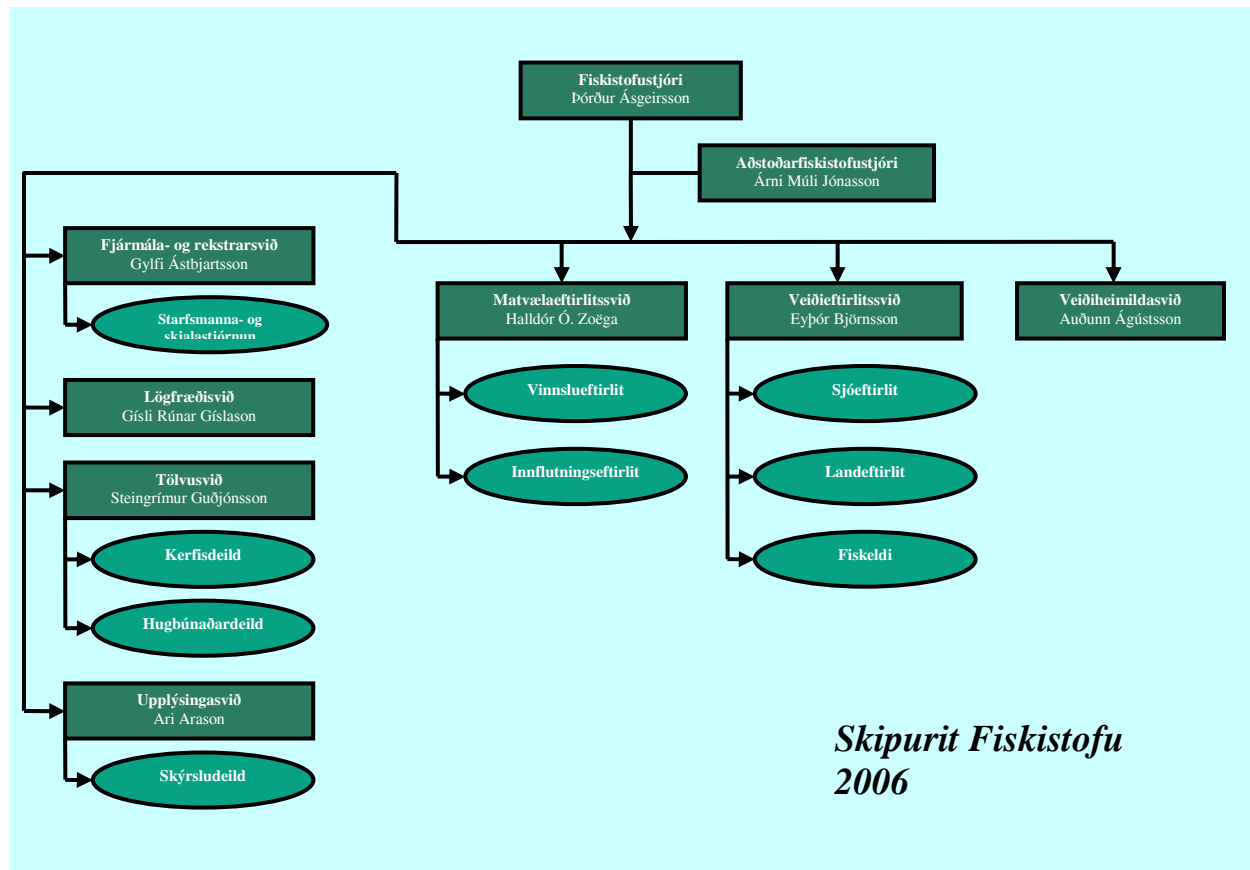 Fiskistofustjóri
Þórður Ásgeirsson
Aðstoðarfiskistofustjóri
Árni Múli Jónasson
Fjármála- og rekstrarsvið
Gylfi Ástbjartsson
Starfsmanna- og
skjalastjórnun
Lögfræðisvið
Gísli Rúnar Gíslason
Tölvusvið
Steingrímur Guðjónsson
Kerfisdeild
Hugbúnaðardeild
Upplýsingasvið
Ari Arason
Skýrsludeild
Matvælaeftirlitssvið
Halldór Ó. Zoëga
Vinnslueftirlit
Innflutningseftirlit
Veiðieftirlitssvið
Eyþór Björnsson
Sjóeftirlit
Landeftirlit
Fiskeldi
Veiðiheimildasvið
Auðunn Ágústsson
Skipurit Fiskistofu
2006